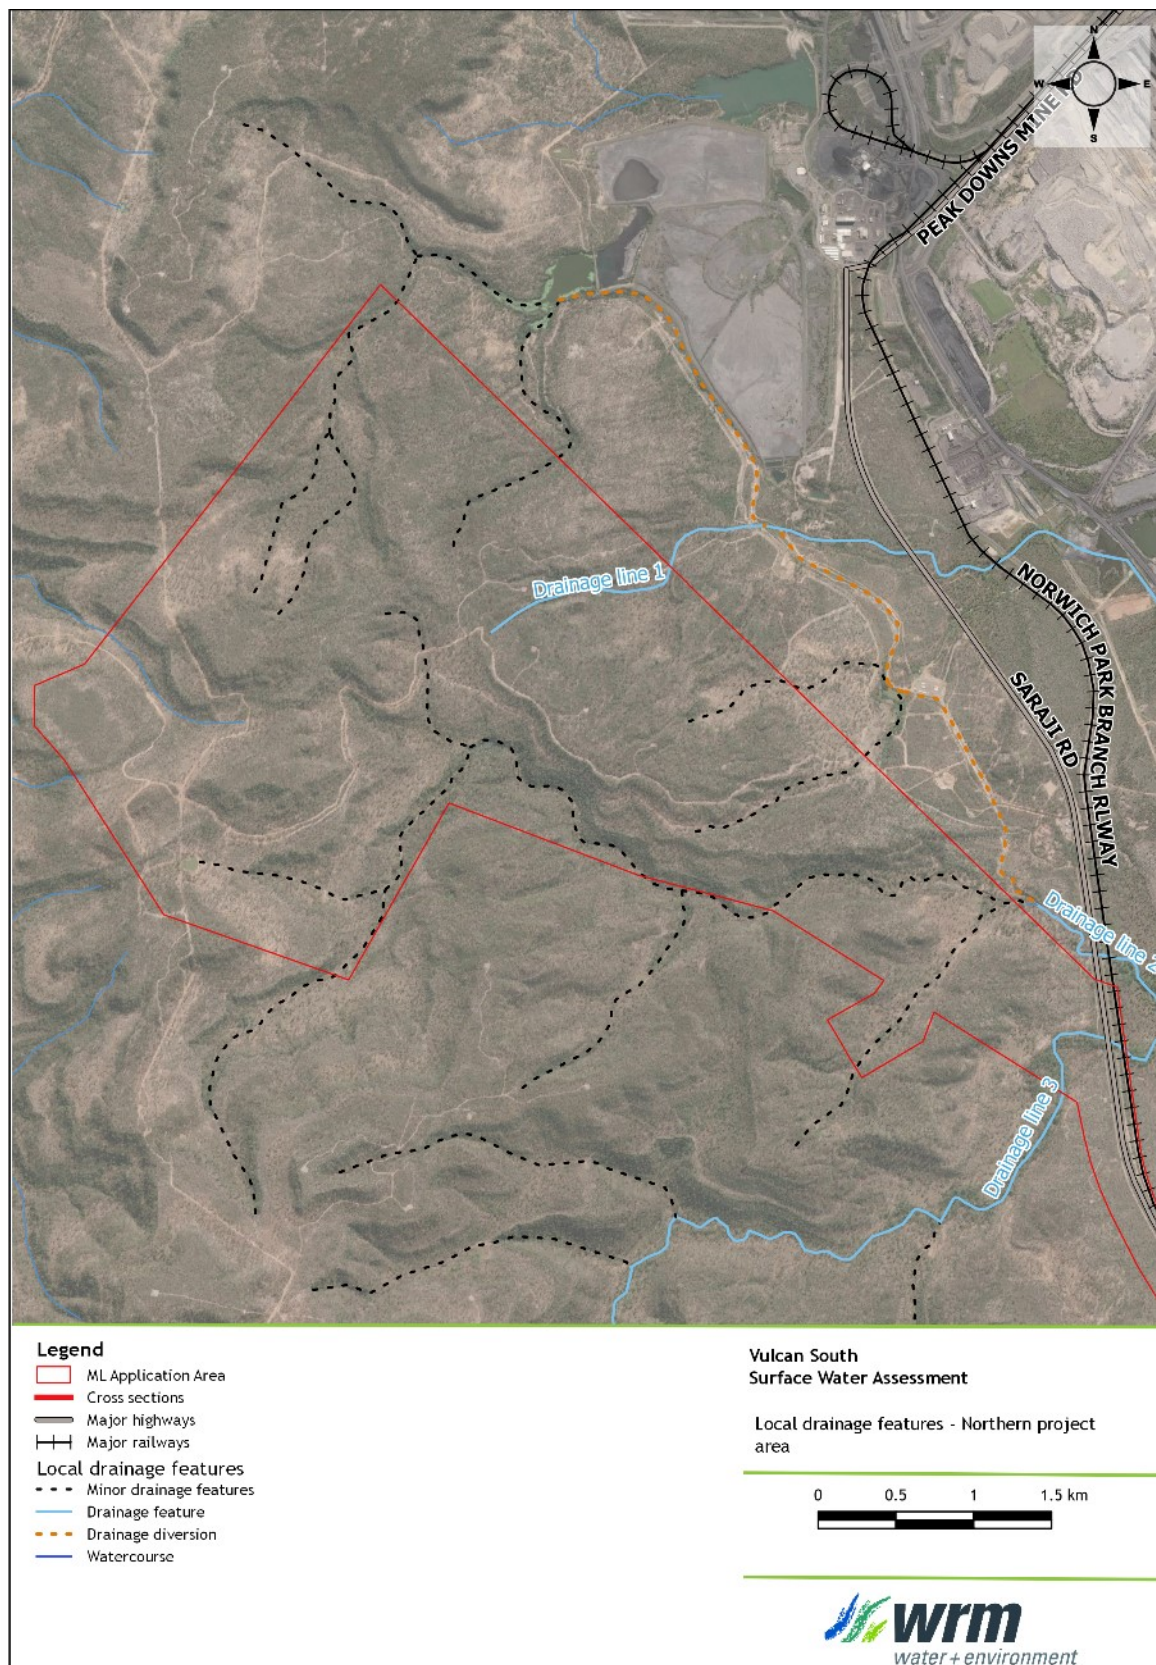 N
W
E
S
PEAK DOWNS MINE RD
Drainage line 1
NORWICH PARK BRANCH RLWAY
SARAJI RD
Drainage line 2
Drainage line 3
Legend
ML Application Area
Cross sections
Major highways
Major railways
Local drainage features
Minor drainage features
Drainage feature
Drainage diversion
Watercourse
Vulcan South
Surface Water Assessment
Local drainage features - Northern project
area
0 0.5 1 1.5 km
wrm
water + environment